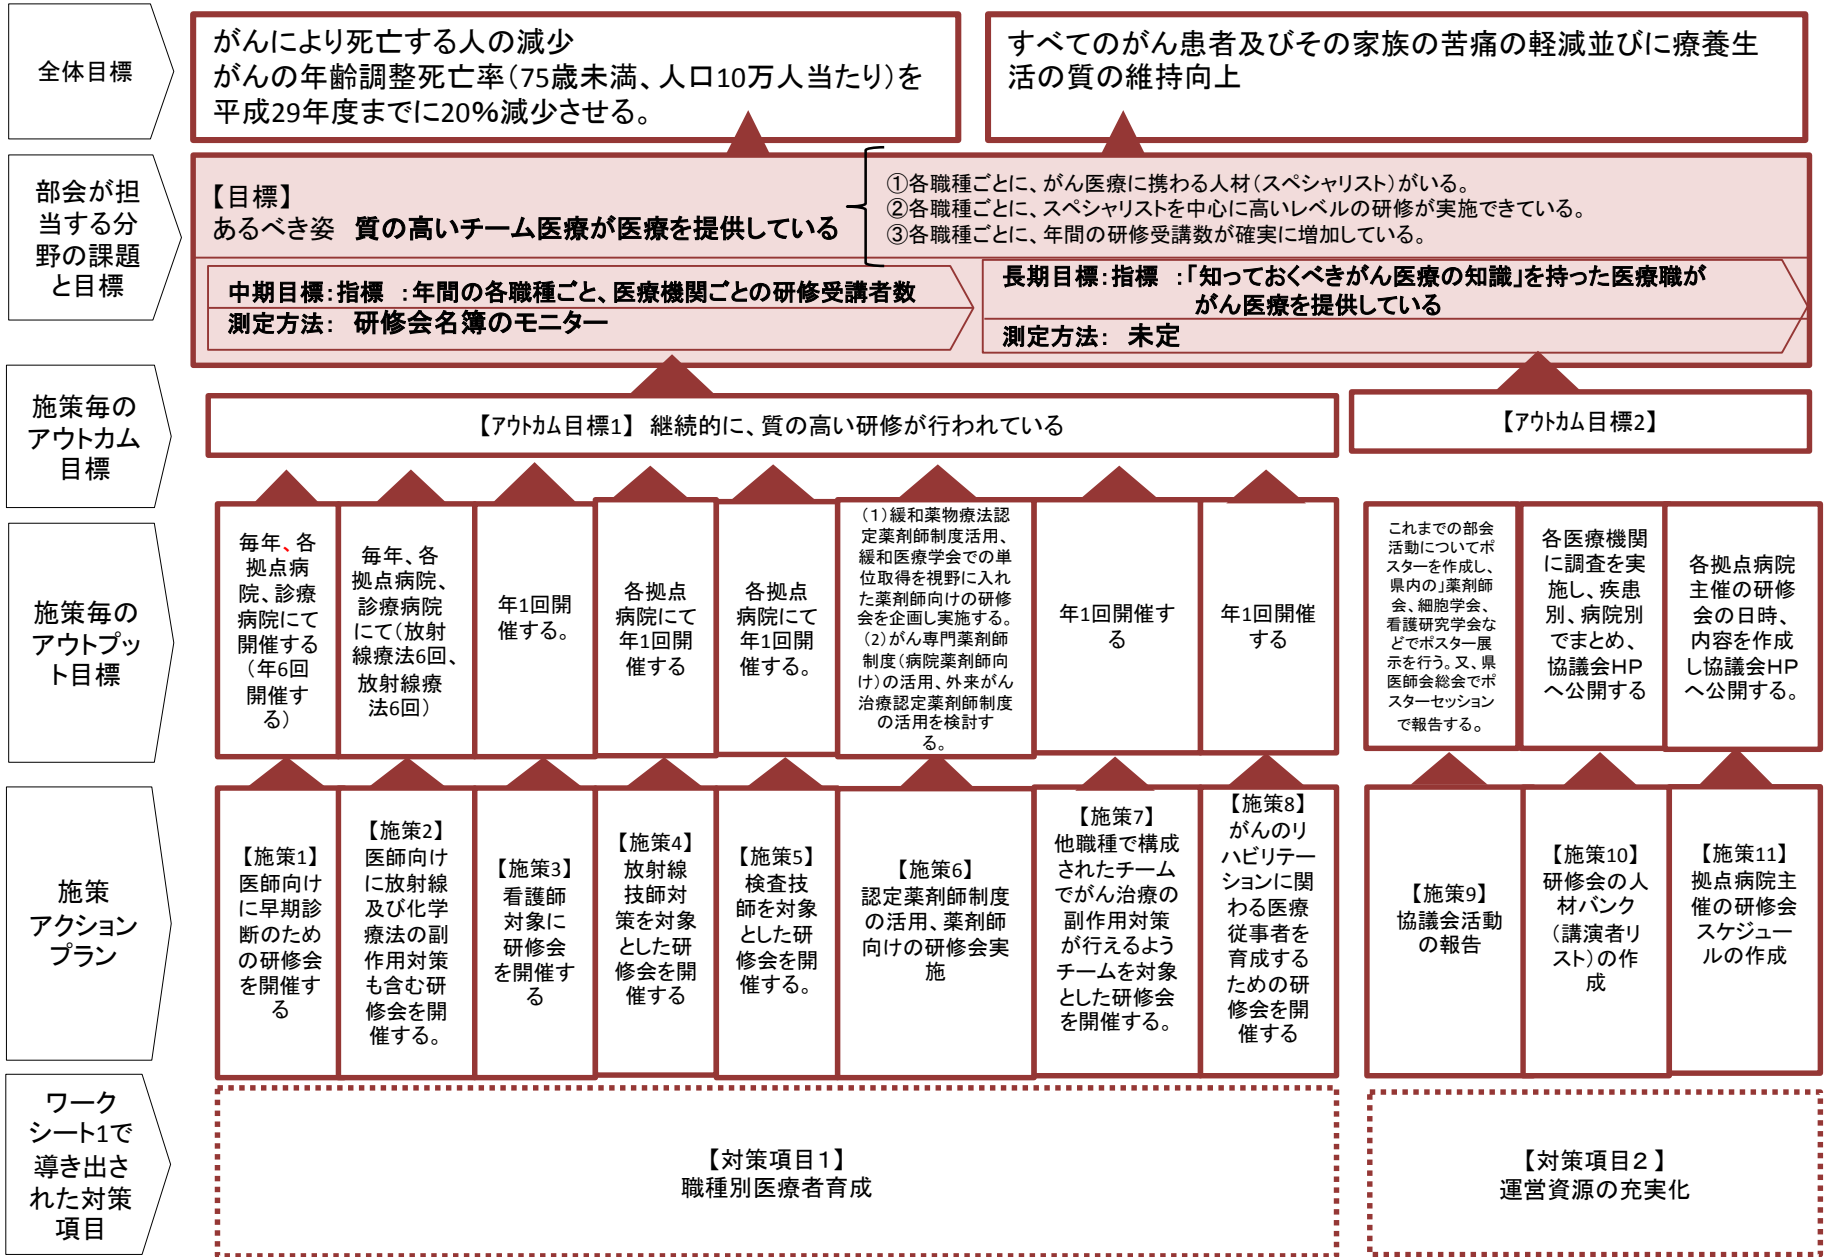 全体目標
がんにより死亡する人の減少
がんの年齢調整死亡率(75歳未満、人口10万人当たり)を
平成29年度までに20%減少させる。
すべてのがん患者及びその家族の苦痛の軽減並びに療養生
活の質の維持向上
部会が担
当する分
野の課題
と目標
【目標】
あるべき姿 質の高いチーム医療が医療を提供している
①各職種ごとに、がん医療に携わる人材(スペシャリスト)がいる。
②各職種ごとに、スペシャリストを中心に高いレベルの研修が実施できている。
③各職種ごとに、年間の研修受講数が確実に増加している。
中期目標:指標 :年間の各職種ごと、医療機関ごとの研修受講者数
測定方法: 研修会名簿のモニター
長期目標:指標 :「知っておくべきがん医療の知識」を持った医療職が
がん医療を提供している
測定方法: 未定
施策毎の
アウトカム
目標
【アウトカム目標1】 継続的に、質の高い研修が行われている
【アウトカム目標2】
施策毎の
アウトプッ
ト目標
毎年、各
拠点病
院、診療
病院にて
開催する
(年6回
開催す
る)
毎年、各
拠点病院、
診療病院
にて(放射
線療法6回、
放射線療
法6回)
年1回開
催する。
各拠点
病院にて
年1回開
催する
各拠点
病院にて
年1回開
催する。
(1)緩和薬物療法認
定薬剤師制度活用、
緩和医療学会での単
位取得を視野に入れ
た薬剤師向けの研修
会を企画し実施する。
(2)がん専門薬剤師
制度(病院薬剤師向
け)の活用、外来がん
治療認定薬剤師制度
の活用を検討す
る。
年1回開催す
る
年1回開催
する
これまでの部会
活動についてポ
スターを作成し、
県内の」薬剤師
会、細胞学会、
看護研究学会な
どでポスター展
示を行う。又、県
医師会総会でポ
スターセッション
で報告する。
各医療機関
に調査を実
施し、疾患
別、病院別
でまとめ、
協議会HP
へ公開する
各拠点病院
主催の研修
会の日時、
内容を作成
し協議会HP
へ公開する。
施策
アクション
プラン
【施策1】
医師向け
に早期診
断のため
の研修会
を開催す
る
【施策2】
医師向け
に放射線
及び化学
療法の副
作用対策
も含む研
修会を開
催する。
【施策3】
看護師
対象に
研修会
を開催す
る
【施策4】
放射線
技師対
策を対象
とした研
修会を開
催する
【施策5】
検査技
師を対象
とした研
修会を開
催する。
【施策6】
認定薬剤師制度
の活用、薬剤師
向けの研修会実
施
【施策7】
他職種で構成
されたチーム
でがん治療の
副作用対策
が行えるよう
チームを対象
とした研修会
を開催する。
【施策8】
がんのリ
ハビリテー
ションに関
わる医療
従事者を
育成する
ための研
修会を開
催する
【施策9】
協議会活動
の報告
【施策10】
研修会の人
材バンク
(講演者リ
スト)の作
成
【施策11】
拠点病院主
催の研修会
スケジュー
ルの作成
ワーク
シート1で
導き出さ
れた対策
項目
【対策項目1】
職種別医療者育成
【対策項目2 】
運営資源の充実化